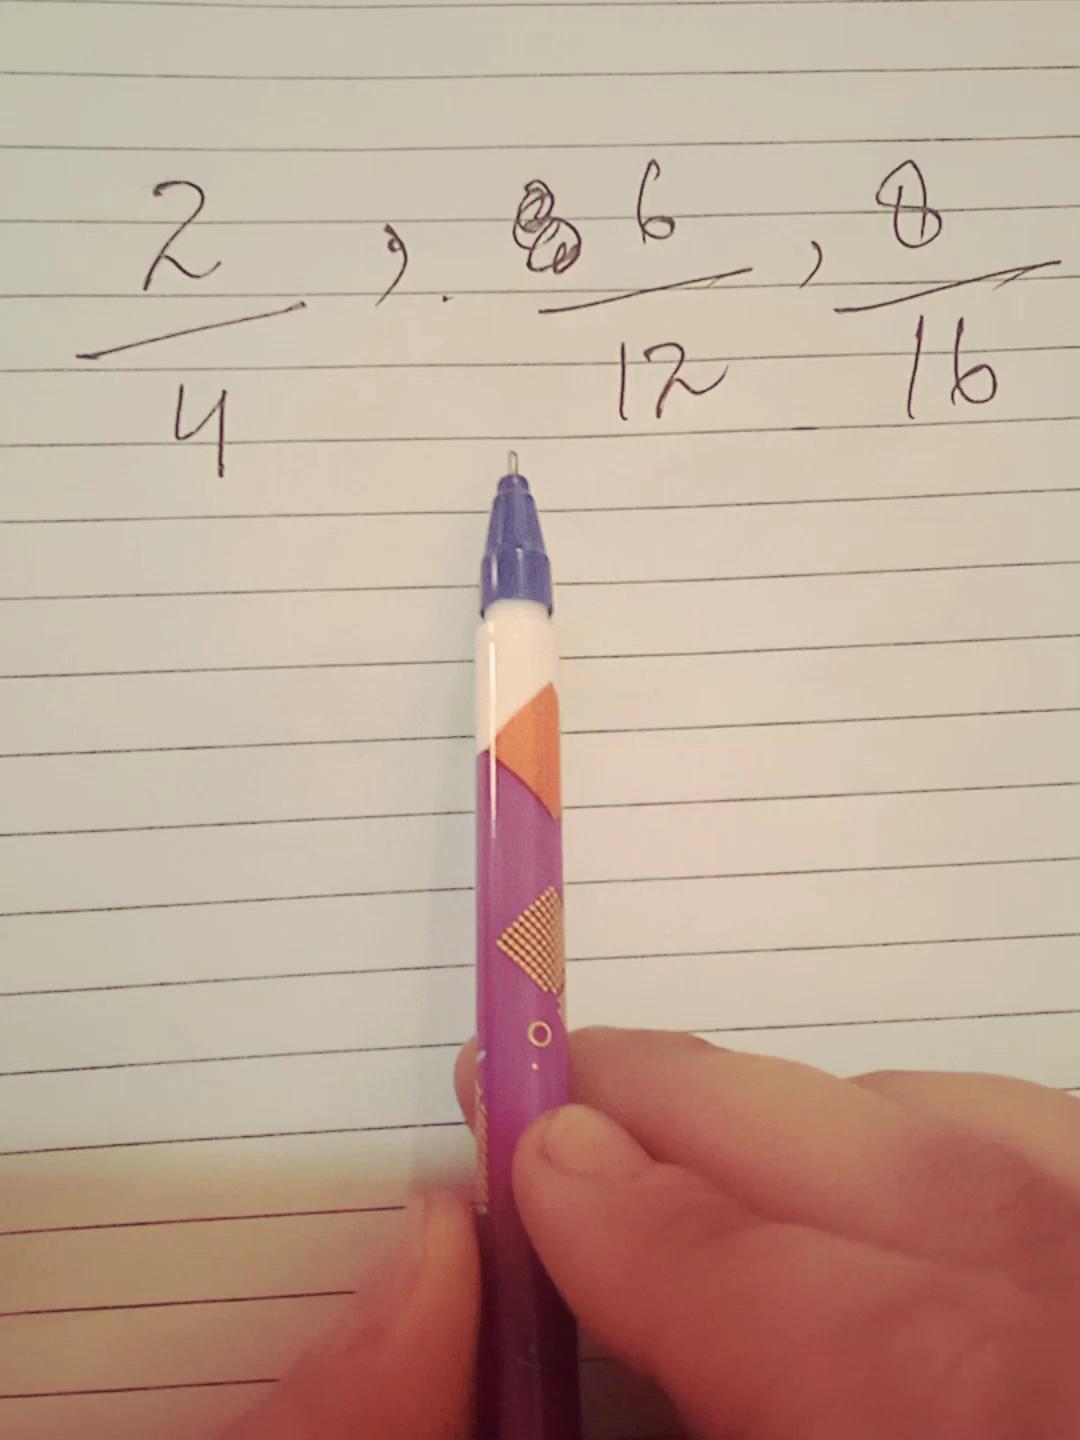 2/4 , . 6/12 , 8/16